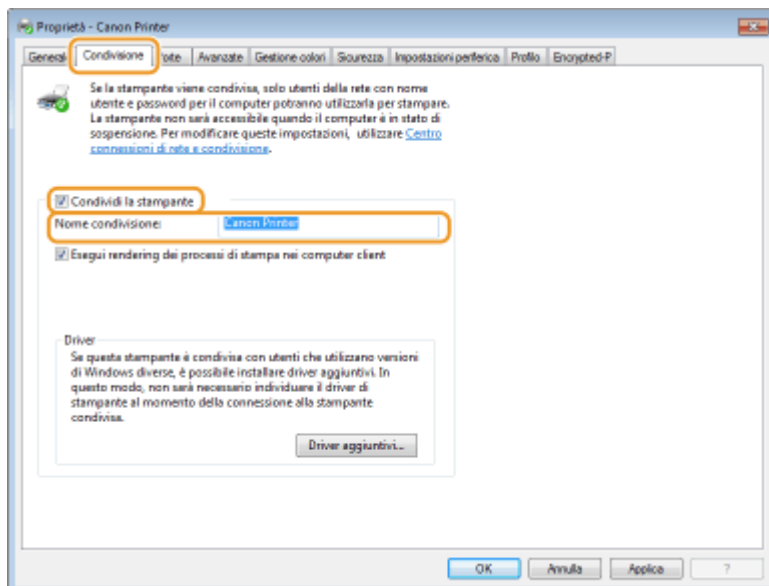 Proprietà - Canon Printer
Generali Condivisione Porte Avanzate Gestione colori Sicurezza Impostazioni periferica Profilo Encrypted-P
Se la stampante viene condivisa, solo utenti della rete con nome
utente e password per il computer potranno utilizzarla per stampare.
La stampante non sarà accessibile quando il computer è in stato di
sospensione. Per modificare queste impostazioni, utilizzare Centro
connessioni di rete e condivisione.
Condividi la stampante
Nome condivisione: Canon Printer
Esegui rendering dei processi di stampa nei computer client
Driver
Se questa stampante è condivisa con utenti che utilizzano versioni
di Windows diverse, è possibile installare driver aggiuntivi. In
questo modo, non sarà necessario individuare il driver di
stampante al momento della connessione alla stampante
condivisa.
Driver aggiuntivi...
OK Annulla Applica ?